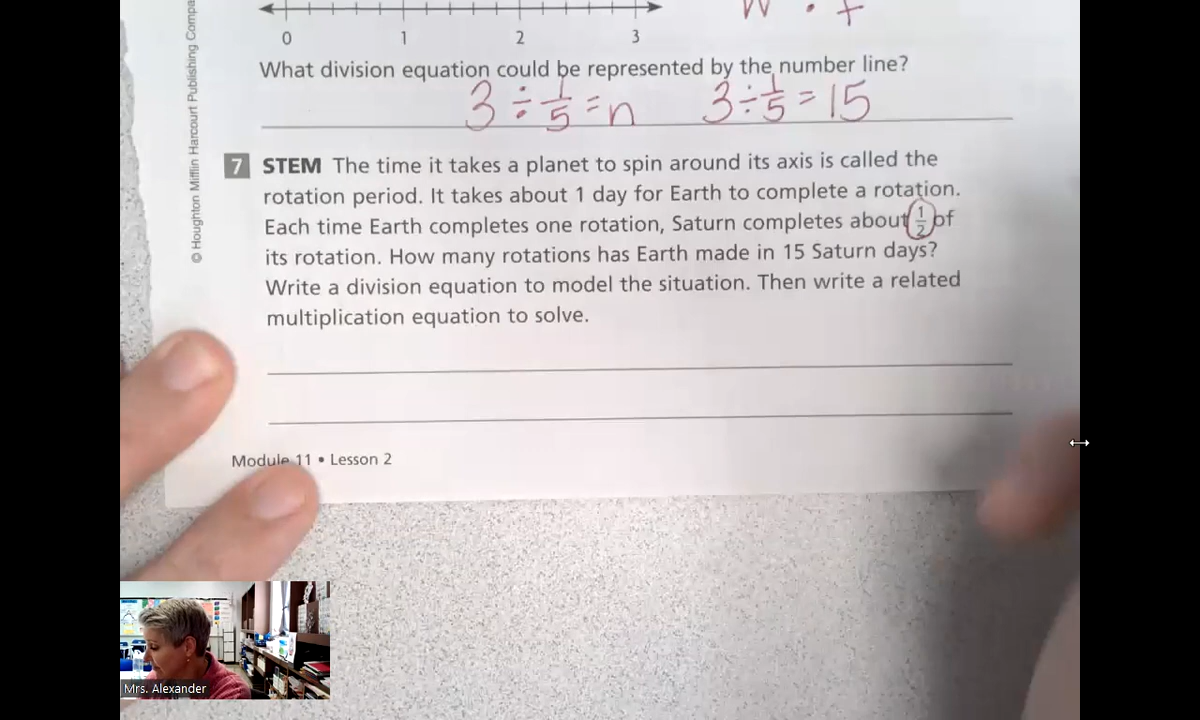 W · f
0 1 2 3
What division equation could be represented by the number line?
3 ÷ 1/5 = n 3 ÷ 1/5 = 15
7 STEM The time it takes a planet to spin around its axis is called the
rotation period. It takes about 1 day for Earth to complete a rotation.
Each time Earth completes one rotation, Saturn completes about 1/2 of
its rotation. How many rotations has Earth made in 15 Saturn days?
Write a division equation to model the situation. Then write a related
multiplication equation to solve.
Module 11 • Lesson 2
© Houghton Mifflin Harcourt Publishing
Mrs. Alexander